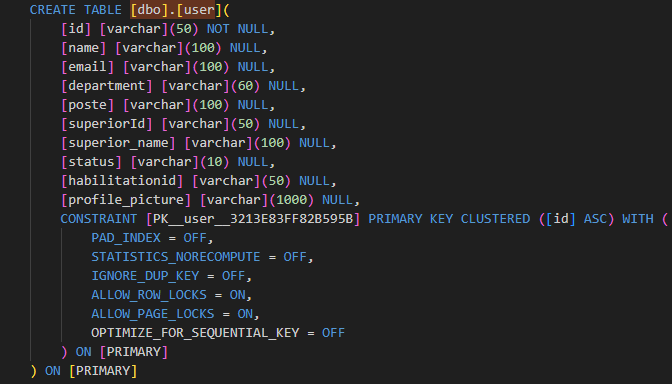 CREATE TABLE [dbo].[user](
[id] [varchar](50) NOT NULL,
[name] [varchar](100) NULL,
[email] [varchar](100) NULL,
[department] [varchar](60) NULL,
[poste] [varchar](100) NULL,
[superiorId] [varchar](50) NULL,
[superior_name] [varchar](100) NULL,
[status] [varchar](10) NULL,
[habilitationid] [varchar](50) NULL,
[profile_picture] [varchar](1000) NULL,
CONSTRAINT [PK__user__3213E83FF82B595B] PRIMARY KEY CLUSTERED ([id] ASC) WITH (
PAD_INDEX = OFF,
STATISTICS_NORECOMPUTE = OFF,
IGNORE_DUP_KEY = OFF,
ALLOW_ROW_LOCKS = ON,
ALLOW_PAGE_LOCKS = ON,
OPTIMIZE_FOR_SEQUENTIAL_KEY = OFF
) ON [PRIMARY]
) ON [PRIMARY]